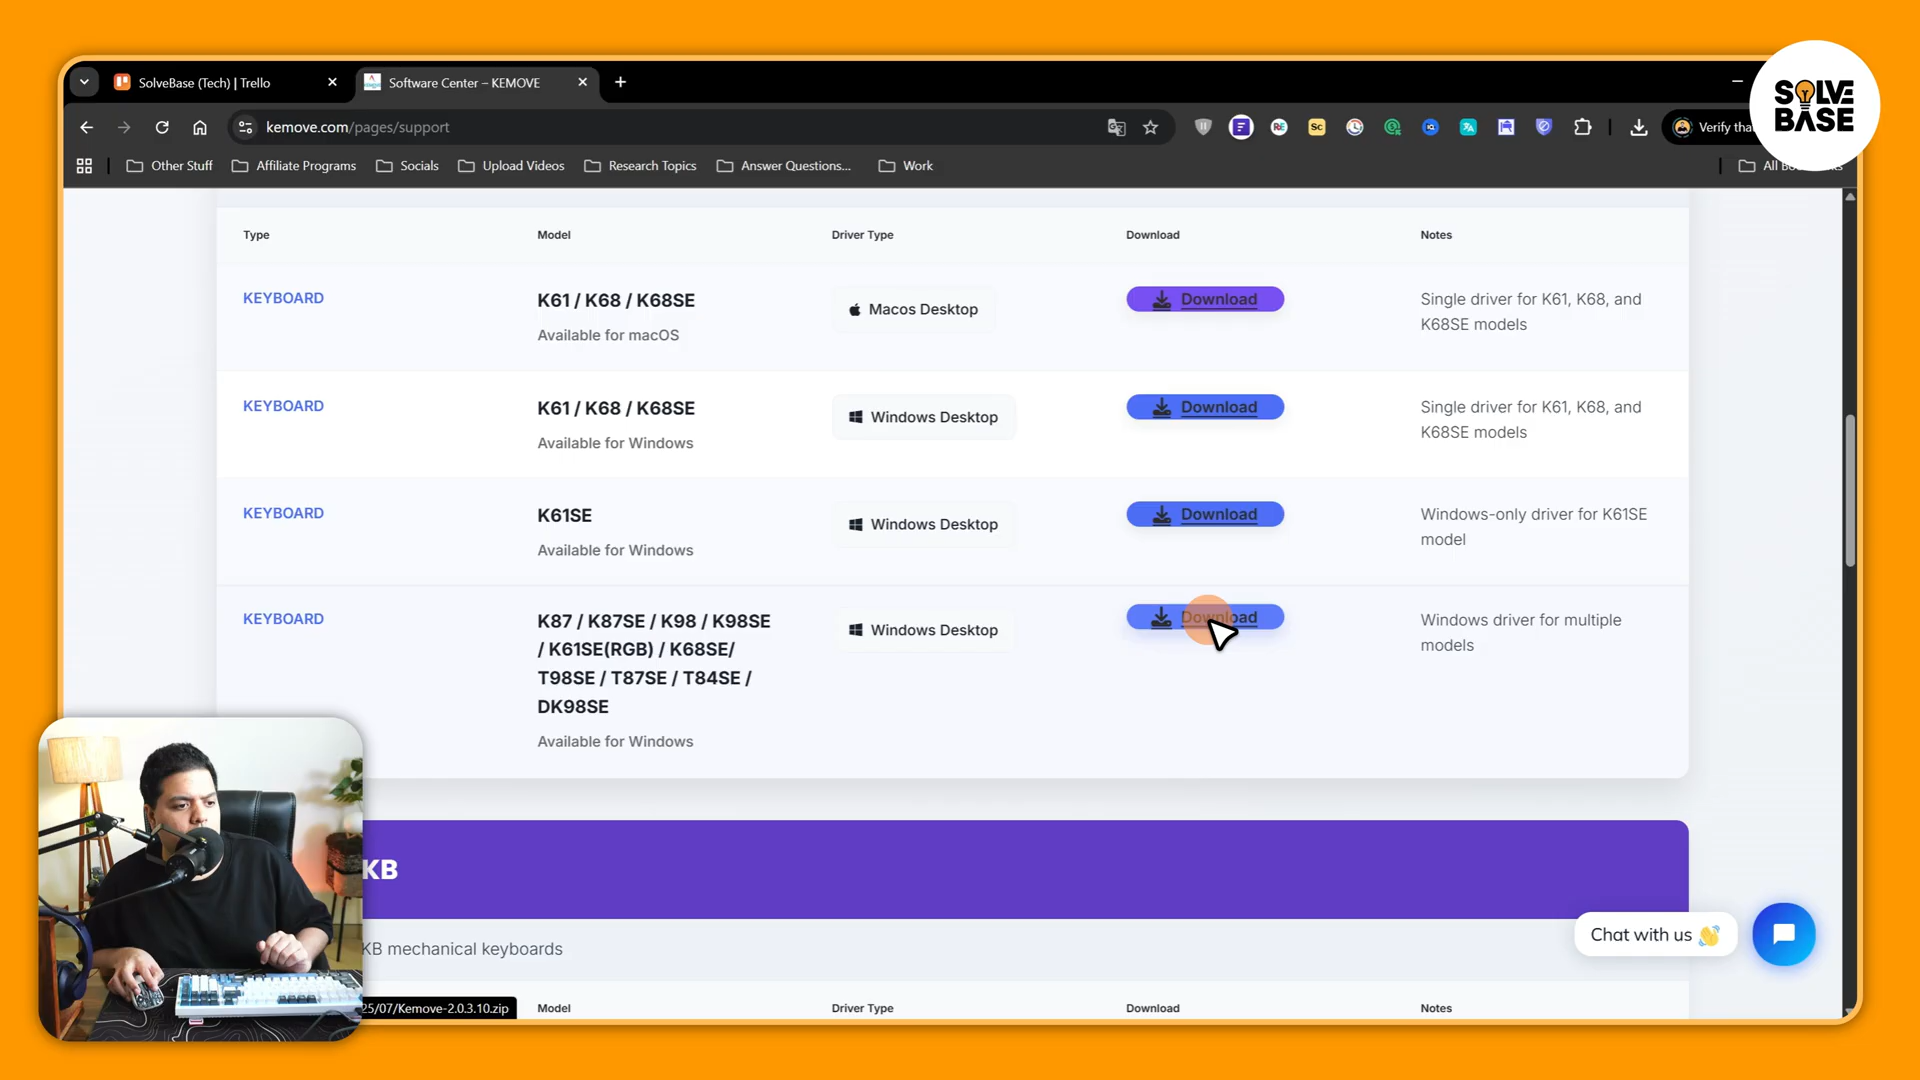 SolveBase (Tech) | Trello
Software Center – KEMOVE
SOLVE
BASE
kemove.com/pages/support
Sc
Verify tha
Other Stuff
Affiliate Programs
Socials
Upload Videos
Research Topics
Answer Questions...
Work
Type
Model
Driver Type
Download
Notes
KEYBOARD
K61 / K68 / K68SE
Available for macOS
Macos Desktop
Download
Single driver for K61, K68, and
K68SE models
KEYBOARD
K61 / K68 / K68SE
Available for Windows
Windows Desktop
Download
Single driver for K61, K68, and
K68SE models
KEYBOARD
K61SE
Available for Windows
Windows Desktop
Download
Windows-only driver for K61SE
model
KEYBOARD
K87 / K87SE / K98 / K98SE
/ K61SE(RGB) / K68SE/
T98SE / T87SE / T84SE /
DK98SE
Available for Windows
Windows Desktop
Download
Windows driver for multiple
models
KB
KB mechanical keyboards
Chat with us 👋
25/07/Kemove-2.0.3.10.zip
Model
Driver Type
Download
Notes